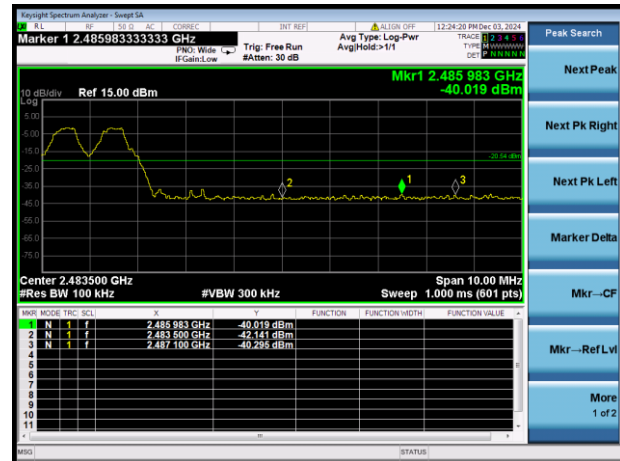 Keysight Spectrum Analyzer - Swept SA
RL RF 50 Ω AC CORREC INT REF ALIGN OFF 12:24:20 PM Dec 03, 2024
Marker 1 2.485983333333 GHz
PNO: Wide
IFGain:Low
Trig: Free Run
#Atten: 30 dB
Avg Type: Log-Pwr
Avg|Hold:>1/1
TRACE 1 2 3 4 5 6
TYPE M WWWWW
DET P N N N N N
Peak Search
Next Peak
Next Pk Right
Next Pk Left
Marker Delta
Mkr→CF
Mkr→Ref Lvl
More
1 of 2
Mkr1 2.485 983 GHz
-40.019 dBm
10 dB/div Ref 15.00 dBm
Log
5.00
-5.00
-15.0
-25.0
-35.0
-45.0
-55.0
-65.0
-75.0
-20.54 dBm
2
1
3
Center 2.483500 GHz
Span 10.00 MHz
#Res BW 100 kHz
#VBW 300 kHz
Sweep 1.000 ms (601 pts)
MKR MODE TRC SCL X Y FUNCTION FUNCTION WIDTH FUNCTION VALUE
1 N 1 f 2.485 983 GHz -40.019 dBm
2 N 1 f 2.483 500 GHz -42.141 dBm
3 N 1 f 2.487 100 GHz -40.295 dBm
4
5
6
7
8
9
10
11
MSG
STATUS